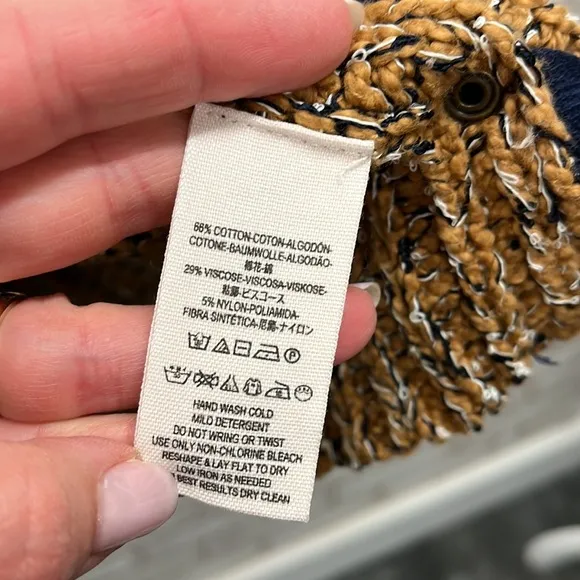 66% COTTON-COTON-ALGODÓN-
COTONE-BAUMWOLLE-ALGODÃO-
棉花-綿
29% VISCOSE-VISCOSA-VISKOSE-
粘膠-ビスコース
5% NYLON-POLIAMIDA-
FIBRA SINTÉTICA-尼龍-ナイロン
HAND WASH COLD
MILD DETERGENT
DO NOT WRING OR TWIST
USE ONLY NON-CHLORINE BLEACH
RESHAPE & LAY FLAT TO DRY
LOW IRON AS NEEDED
BEST RESULTS DRY CLEAN